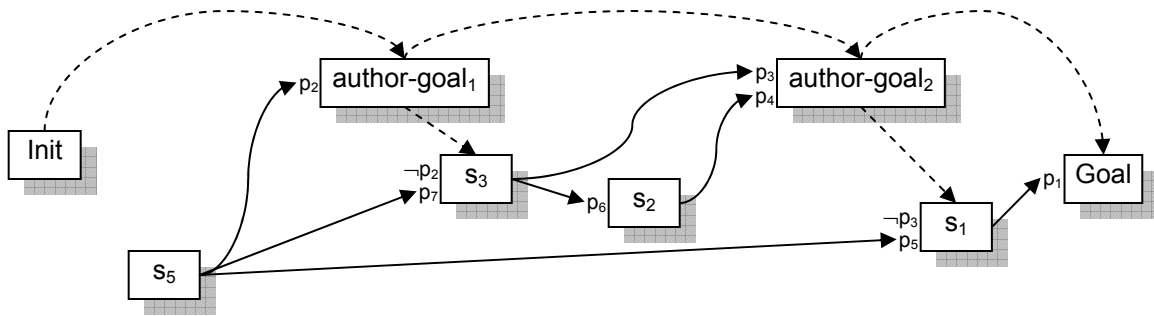 p₂ author-goal₁
p₃ author-goal₂
p₄
Init
¬p₂ s₃
p₇
p₆ s₂
p₁ Goal
¬p₃ s₁
p₅
s₅